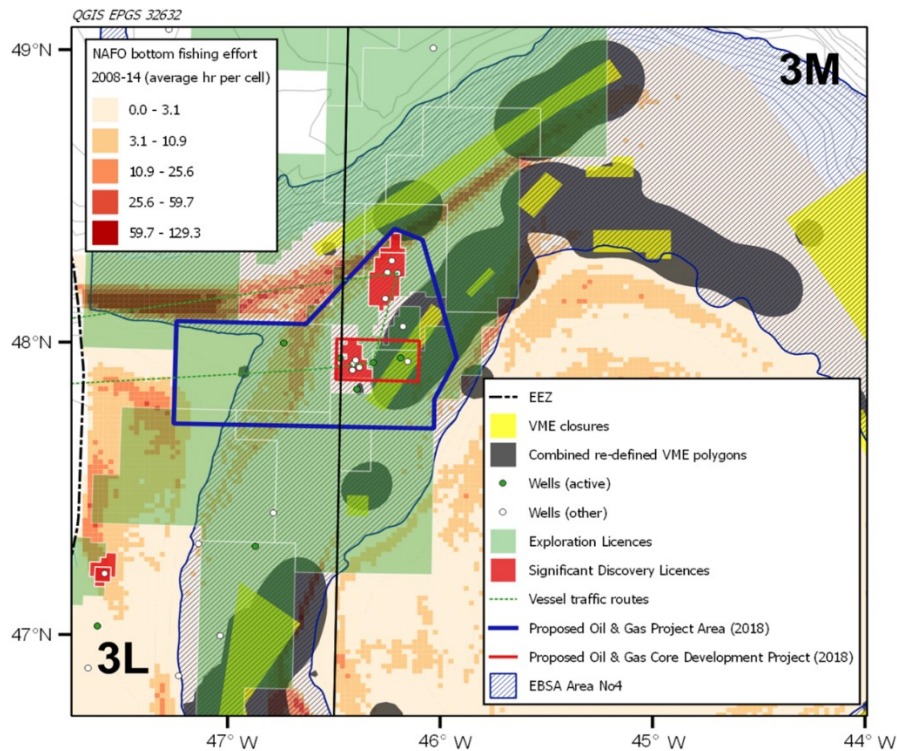 QGIS EPGS 32632
49°N
48°N
47°N
NAFO bottom fishing effort
2008-14 (average hr per cell)
0.0 - 3.1
3.1 - 10.9
10.9 - 25.6
25.6 - 59.7
59.7 - 129.3
3M
3L
EEZ
VME closures
Combined re-defined VME polygons
Wells (active)
Wells (other)
Exploration Licences
Significant Discovery Licences
Vessel traffic routes
Proposed Oil & Gas Project Area (2018)
Proposed Oil & Gas Core Development Project (2018)
EBSA Area No4
47° W
46° W
45° W
44° W